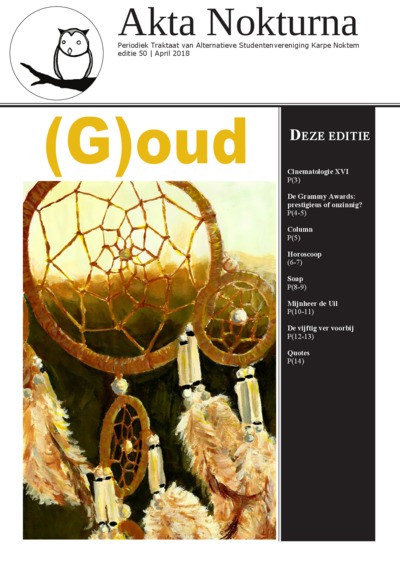 Akta Nokturna
Periodiek Traktaat van Alternatieve Studentenvereniging Karpe Noktem
editie 50 | April 2018
(G)oud
DEZE EDITIE
Cinematologie XVI
P(3)
De Grammy Awards:
prestigieus of onzinnig?
P(4-5)
Column
P(5)
Horoscoop
(6-7)
Soap
P(8-9)
Mijnheer de Uil
P(10-11)
De vijftig ver voorbij
P(12-13)
Quotes
P(14)